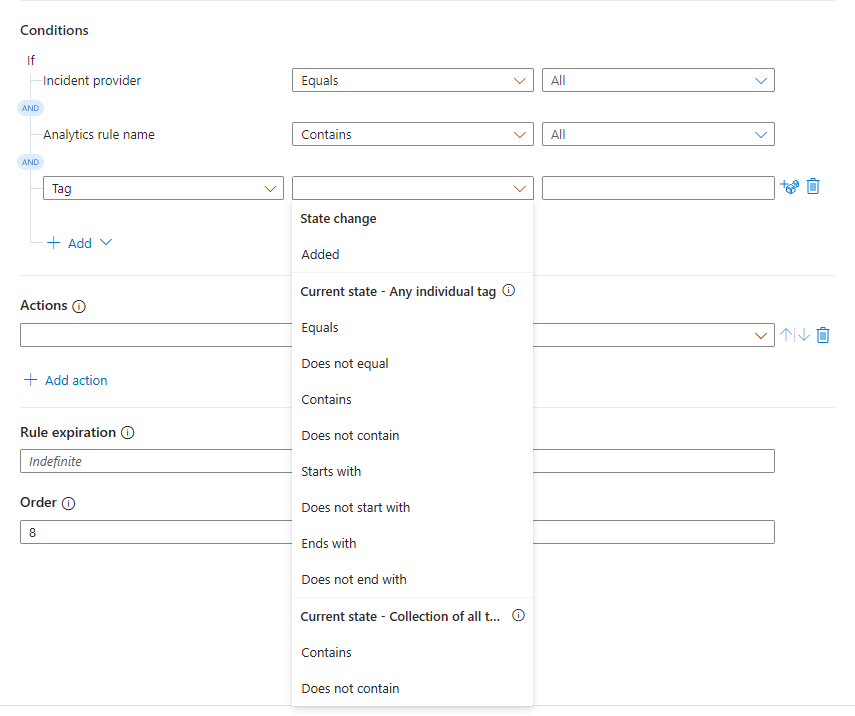 Conditions
If
Incident provider Equals All
AND
Analytics rule name Contains All
AND
Tag
Add
State change
Added
Current state - Any individual tag
Equals
Does not equal
Contains
Does not contain
Starts with
Does not start with
Ends with
Does not end with
Current state - Collection of all t...
Contains
Does not contain
Actions
Add action
Rule expiration
Indefinite
Order
8